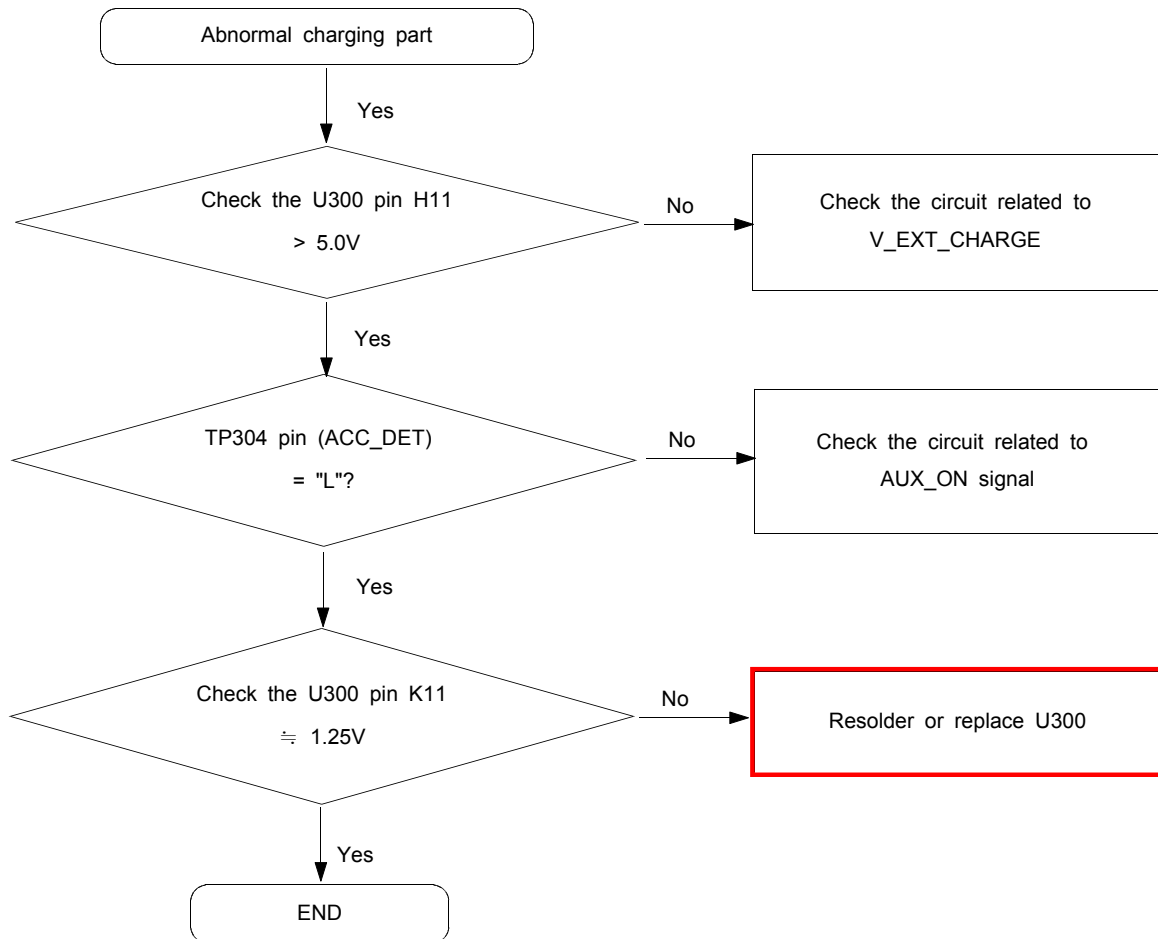 Abnormal charging part
Yes
Check the U300 pin H11
> 5.0V
No
Check the circuit related to
V_EXT_CHARGE
Yes
TP304 pin (ACC_DET)
= "L"?
No
Check the circuit related to
AUX_ON signal
Yes
Check the U300 pin K11
≒ 1.25V
No
Resolder or replace U300
Yes
END